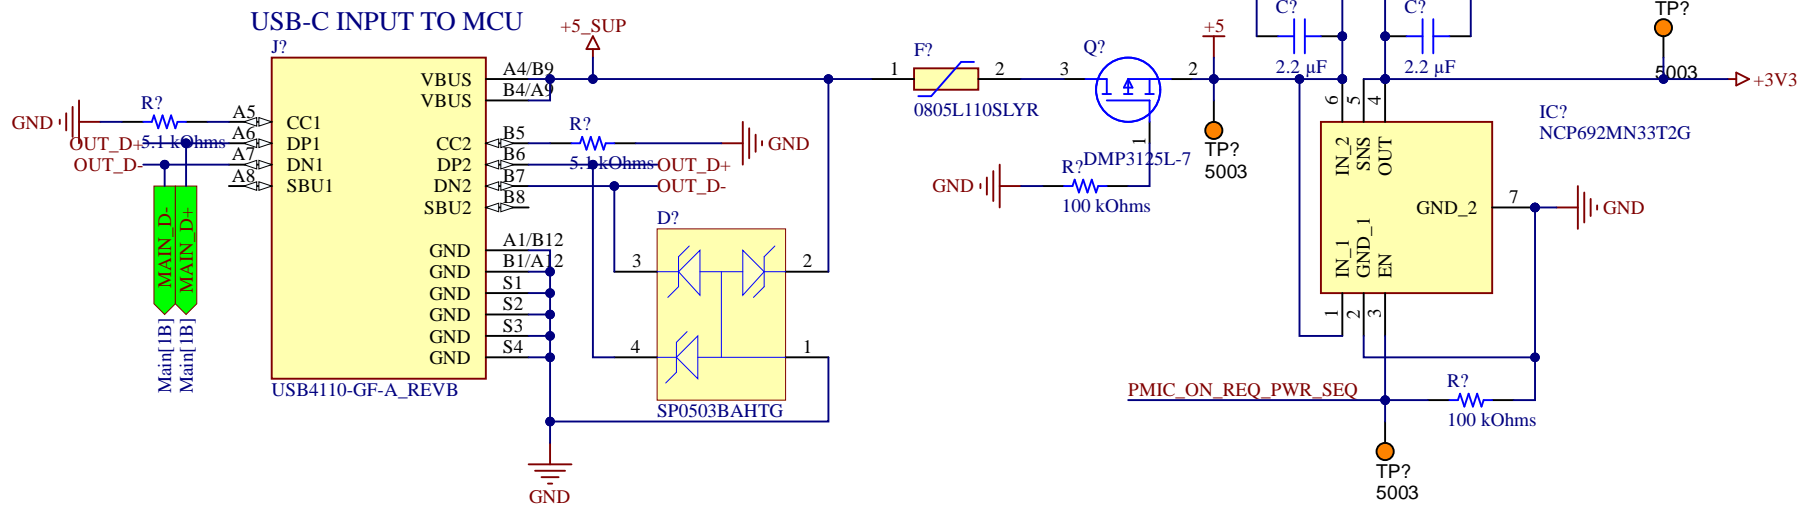 USB-C INPUT TO MCU
J?
+5_SUP
VBUS
VBUS
A4/B9
B4/A9
GND
R?
5.1 kOhms
A5
CC1
OUT_D+
A6
DP1
OUT_D-
A7
DN1
A8
SBU1
CC2
B5
R?
5.1 kOhms
GND
DP2
B6
OUT_D+
DN2
B7
OUT_D-
SBU2
B8
GND
A1/B12
GND
B1/A12
GND
S1
GND
S2
GND
S3
GND
S4
MAIN_D-
MAIN_D+
Main[1B]
Main[1B]
USB4110-GF-A_REVB
GND
D?
3
2
4
1
SP0503BAHTG
F?
1
2
0805L110SLYR
Q?
3
2
1
DMP3125L-7
GND
R?
100 kOhms
+5
TP?
5003
C?
2.2 µF
C?
2.2 µF
TP?
5003
+3V3
6
5
4
IC?
NCP692MN33T2G
IN_2
SNS
OUT
GND_2
7
GND
IN_1
GND_1
EN
1
2
3
PMIC_ON_REQ_PWR_SEQ
R?
100 kOhms
TP?
5003